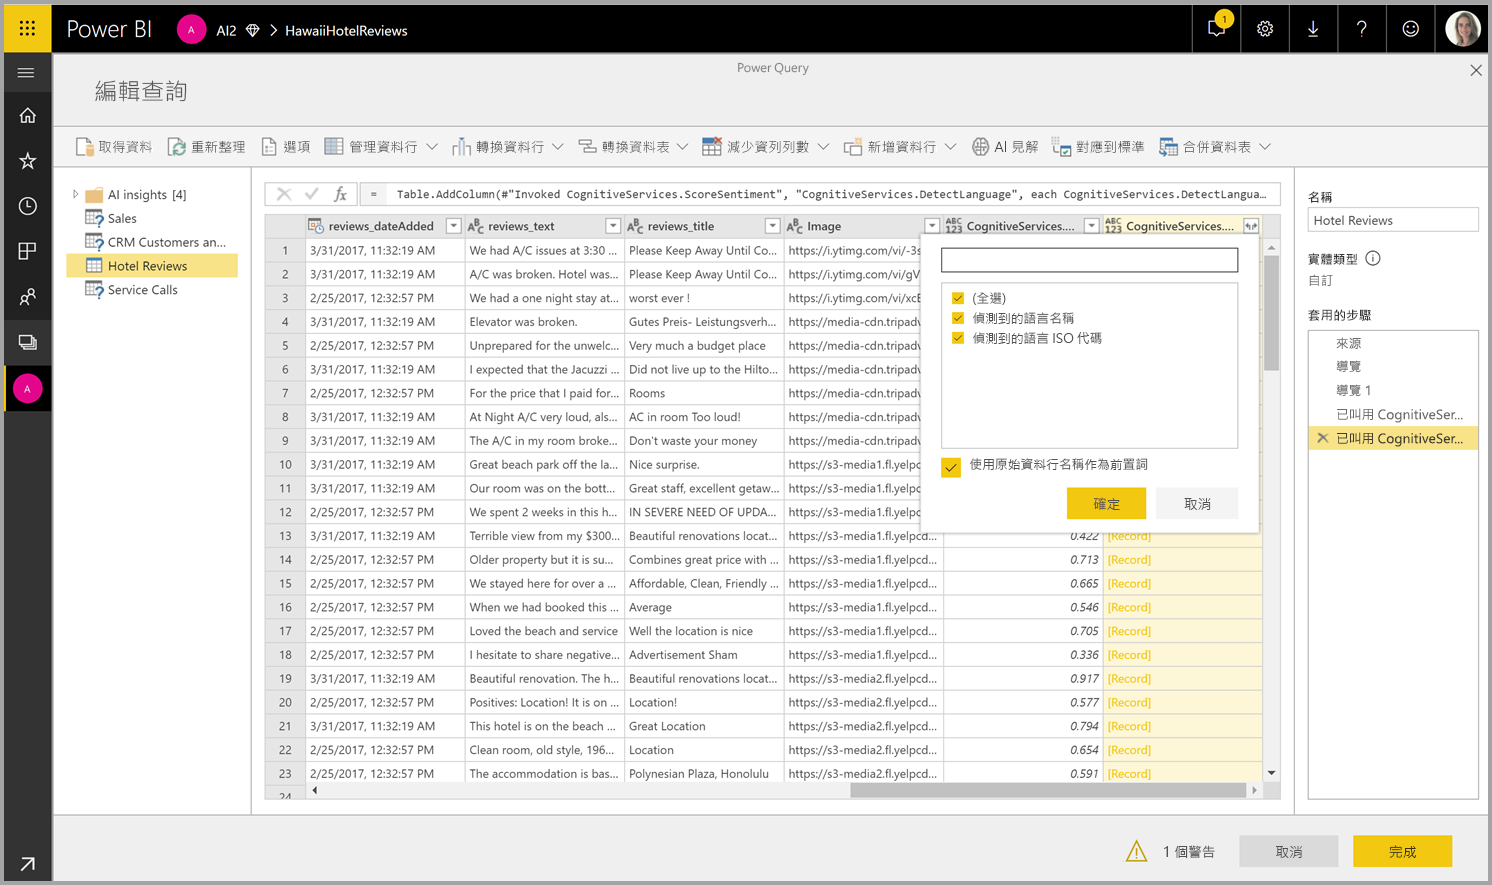 Power BI A AI2 HawaiiHotelReviews 1
Power Query
編輯查詢
取得資料 重新整理 選項 管理資料行 轉換資料行 轉換資料表 減少資列列數 新增資料行 AI 見解 對應到標準 合併資料表
AI insights [4]
Sales
CRM Customers an...
Hotel Reviews
Service Calls
A
fx = Table.AddColumn(#"Invoked CognitiveServices.ScoreSentiment", "CognitiveServices.DetectLanguage", each CognitiveServices.DetectLangua...
reviews_dateAdded ABC reviews_text ABC reviews_title ABC Image ABC 123 CognitiveServices.... ABC 123 CognitiveServices....
1 3/31/2017, 11:32:19 AM We had A/C issues at 3:30 ... Please Keep Away Until Co... https://i.ytimg.com/vi/-3s
2 3/31/2017, 11:32:19 AM A/C was broken. Hotel was... Please Keep Away Until Co... https://i.ytimg.com/vi/gV
3 2/25/2017, 12:32:57 PM We had a one night stay at... worst ever ! https://i.ytimg.com/vi/xcE
4 3/31/2017, 11:32:19 AM Elevator was broken. Gutes Preis- Leistungsverh... https://media-cdn.tripadv
5 2/25/2017, 12:32:57 PM Unprepared for the unwelc... Very much a budget place https://media-cdn.tripadv
6 3/31/2017, 11:32:19 AM I expected that the Jacuzzi ... Did not live up to the Hilto... https://media-cdn.tripadv
7 2/25/2017, 12:32:57 PM For the price that I paid for... Rooms https://media-cdn.tripadv
8 3/31/2017, 11:32:19 AM At Night A/C very loud, als... AC in room Too loud! https://media-cdn.tripadv
9 3/31/2017, 11:32:19 AM The A/C in my room broke... Don't waste your money https://media-cdn.tripadv
10 3/31/2017, 11:32:19 AM Great beach park off the la... Nice surprise. https://s3-media1.fl.yelpc
11 3/31/2017, 11:32:19 AM Our room was on the bott... Great staff, excellent getaw... https://s3-media1.fl.yelpc
12 2/25/2017, 12:32:57 PM We spent 2 weeks in this h... IN SEVERE NEED OF UPDA... https://s3-media1.fl.yelpc
13 3/31/2017, 11:32:19 AM Terrible view from my $300... Beautiful renovations locat... https://s3-media1.fl.yelpcd... 0.422 [Record]
14 2/25/2017, 12:32:57 PM Older property but it is su... Combines great price with ... https://s3-media1.fl.yelpcd... 0.713 [Record]
15 2/25/2017, 12:32:57 PM We stayed here for over a ... Affordable, Clean, Friendly ... https://s3-media1.fl.yelpcd... 0.665 [Record]
16 2/25/2017, 12:32:57 PM When we had booked this ... Average https://s3-media1.fl.yelpcd... 0.546 [Record]
17 2/25/2017, 12:32:57 PM Loved the beach and service Well the location is nice https://s3-media1.fl.yelpcd... 0.705 [Record]
18 2/25/2017, 12:32:57 PM I hesitate to share negative... Advertisement Sham https://s3-media1.fl.yelpcd... 0.336 [Record]
19 3/31/2017, 11:32:19 AM Beautiful renovation. The h... Beautiful renovations locat... https://s3-media2.fl.yelpcd... 0.917 [Record]
20 2/25/2017, 12:32:57 PM Positives: Location! It is on ... Location! https://s3-media2.fl.yelpcd... 0.577 [Record]
21 3/31/2017, 11:32:19 AM This hotel is on the beach ... Great Location https://s3-media2.fl.yelpcd... 0.794 [Record]
22 2/25/2017, 12:32:57 PM Clean room, old style, 196... Location https://s3-media2.fl.yelpcd... 0.654 [Record]
23 2/25/2017, 12:32:57 PM The accommodation is bas... Polynesian Plaza, Honolulu https://s3-media2.fl.yelpcd... 0.591 [Record]
24
(全選)
偵測到的語言名稱
偵測到的語言 ISO 代碼
使用原始資料行名稱作為前置詞
確定 取消
名稱
Hotel Reviews
實體類型
自訂
套用的步驟
來源
導覽
導覽 1
已叫用 CognitiveSer...
已叫用 CognitiveSer...
1 個警告 取消 完成